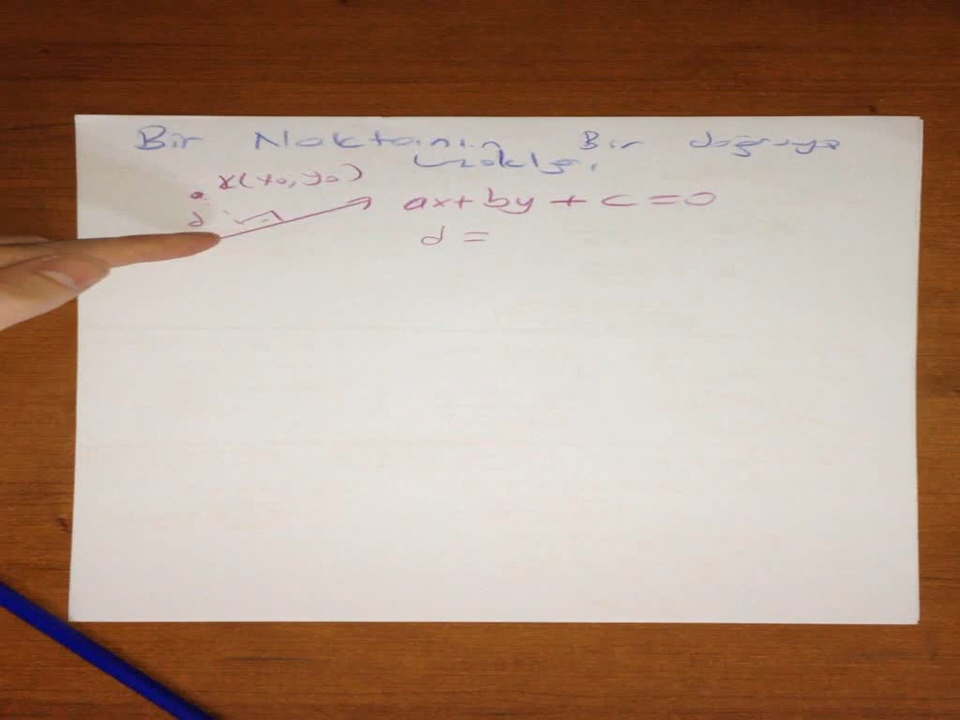 Bir Noktanın Bir doğruya
uzaklığı
x(x0, y0)
d
ax + by + c = 0
d =